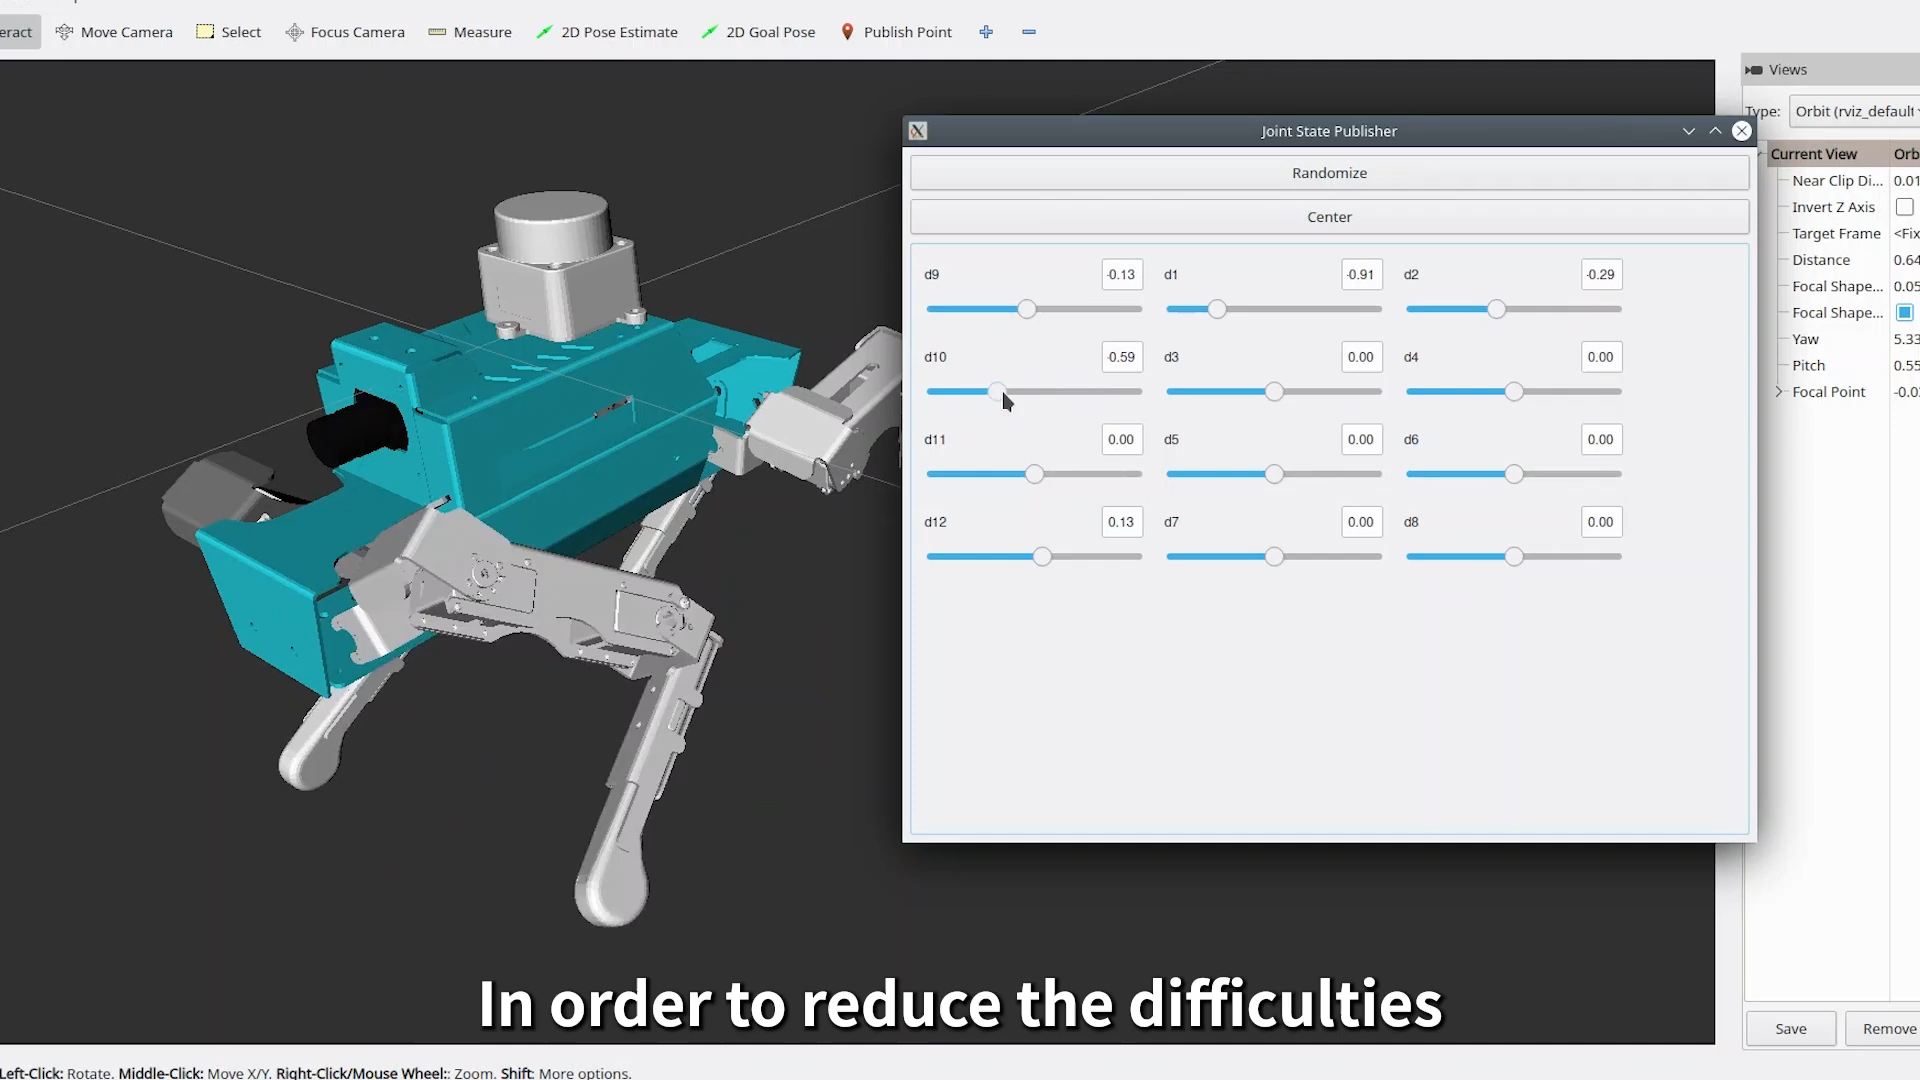 eract Move Camera Select Focus Camera Measure 2D Pose Estimate 2D Goal Pose Publish Point
Views
Type: Orbit (rviz_default
Current View Orb
Near Clip Di... 0.01
Invert Z Axis
Target Frame <Fix
Distance 0.64
Focal Shape... 0.05
Focal Shape...
Yaw 5.33
Pitch 0.55
Focal Point -0.0
Save Remove
Joint State Publisher
Randomize
Center
d9 -0.13 d1 -0.91 d2 -0.29
d10 -0.59 d3 0.00 d4 0.00
d11 0.00 d5 0.00 d6 0.00
d12 0.13 d7 0.00 d8 0.00
In order to reduce the difficulties
Left-Click: Rotate. Middle-Click: Move X/Y. Right-Click/Mouse Wheel:: Zoom. Shift: More options.